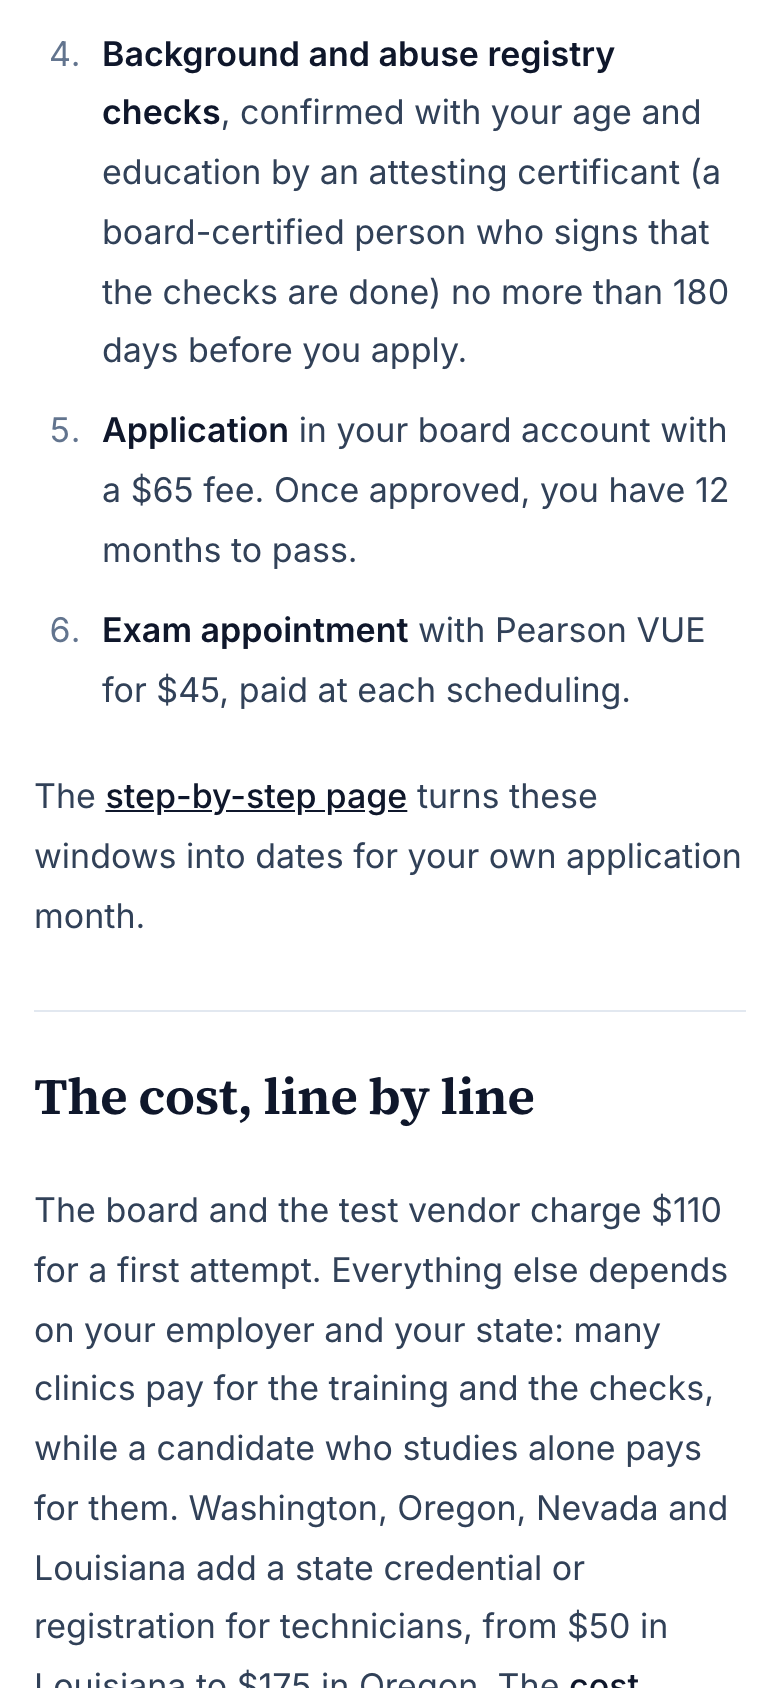 4. Background and abuse registry
checks, confirmed with your age and
education by an attesting certificant (a
board-certified person who signs that
the checks are done) no more than 180
days before you apply.
5. Application in your board account with
a $65 fee. Once approved, you have 12
months to pass.
6. Exam appointment with Pearson VUE
for $45, paid at each scheduling.
The step-by-step page turns these
windows into dates for your own application
month.
The cost, line by line
The board and the test vendor charge $110
for a first attempt. Everything else depends
on your employer and your state: many
clinics pay for the training and the checks,
while a candidate who studies alone pays
for them. Washington, Oregon, Nevada and
Louisiana add a state credential or
registration for technicians, from $50 in
Louisiana to $175 in Oregon. The cost